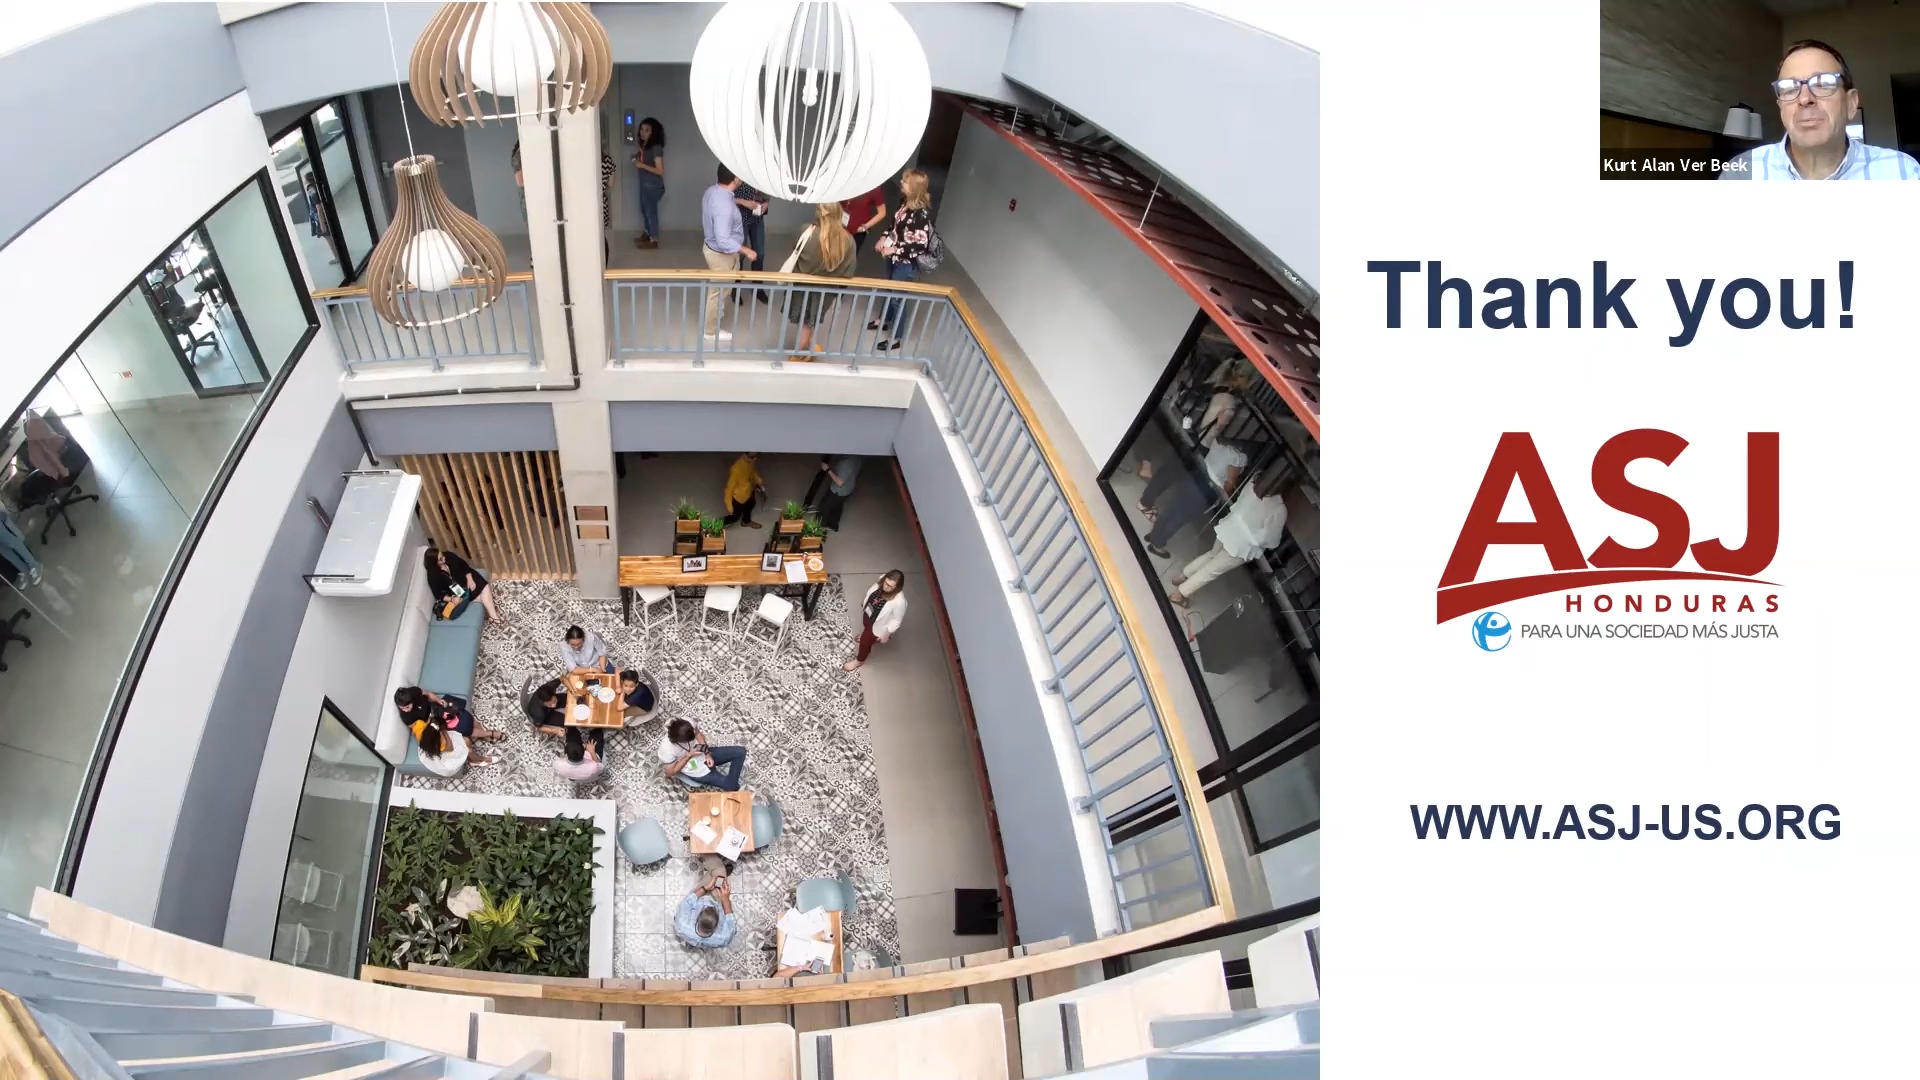 Kurt Alan Ver Beek
Thank you!
ASJ
HONDURAS
PARA UNA SOCIEDAD MÁS JUSTA
WWW.ASJ-US.ORG